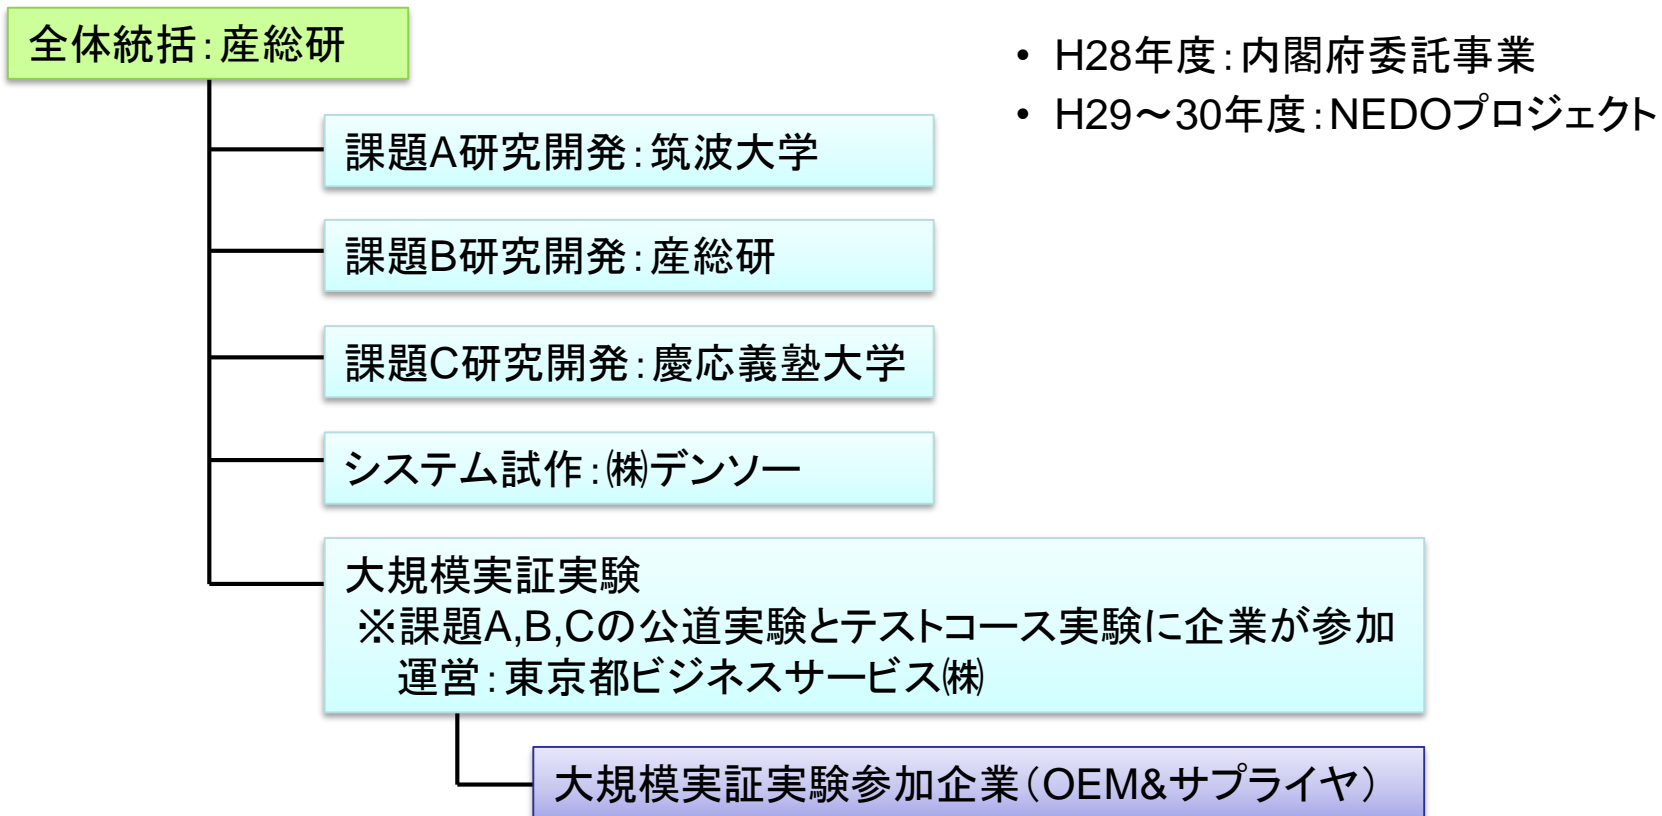 全体統括：産総研
• H28年度：内閣府委託事業
• H29～30年度：NEDOプロジェクト
課題A研究開発：筑波大学
課題B研究開発：産総研
課題C研究開発：慶応義塾大学
システム試作：㈱デンソー
大規模実証実験
※課題A,B,Cの公道実験とテストコース実験に企業が参加
運営：東京都ビジネスサービス㈱
大規模実証実験参加企業（OEM&サプライヤ）